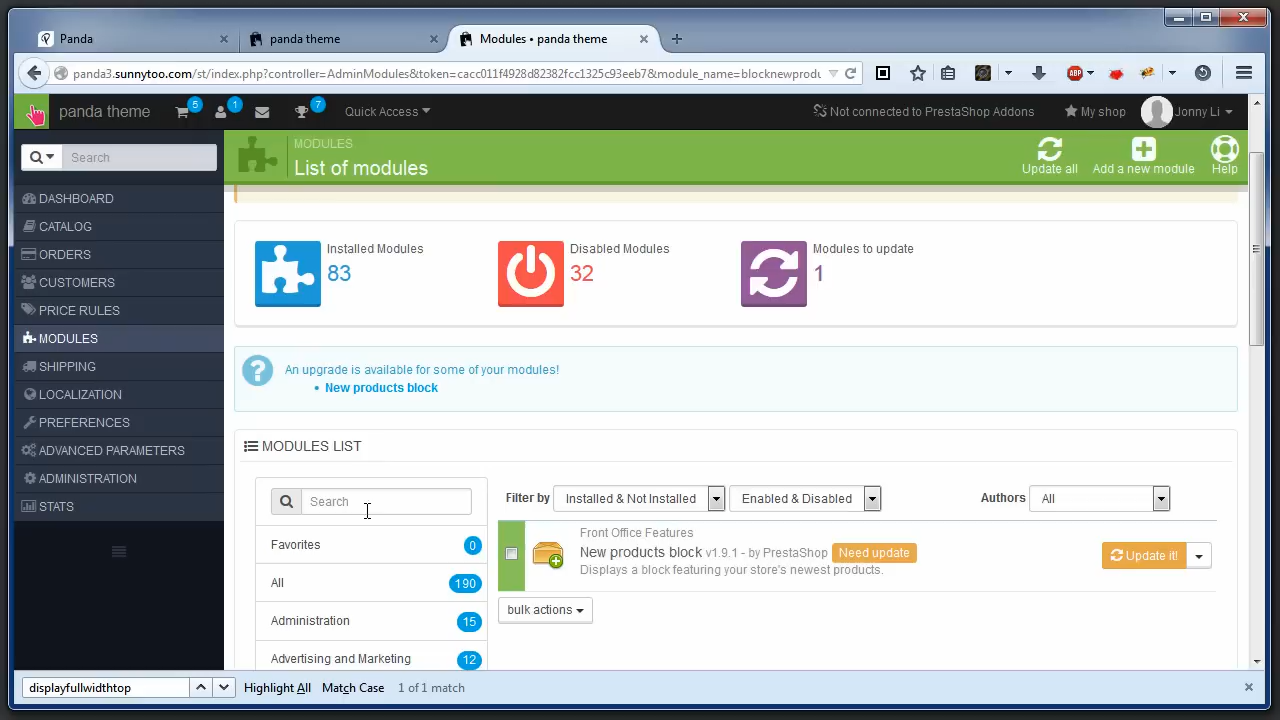 Panda
panda theme
Modules • panda theme
panda3.sunnytoo.com/st/index.php?controller=AdminModules&token=cacc011f4928d82382fcc1325c93eeb7&module_name=blocknewprodu
ABP
panda theme
5
1
7
Quick Access
Not connected to PrestaShop Addons
My shop
Jonny Li
Search
MODULES
List of modules
Update all
Add a new module
Help
DASHBOARD
CATALOG
ORDERS
CUSTOMERS
PRICE RULES
MODULES
SHIPPING
LOCALIZATION
PREFERENCES
ADVANCED PARAMETERS
ADMINISTRATION
STATS
Installed Modules
83
Disabled Modules
32
Modules to update
1
An upgrade is available for some of your modules!
• New products block
MODULES LIST
Search
Favorites 0
All 190
Administration 15
Advertising and Marketing 12
Filter by Installed & Not Installed Enabled & Disabled Authors All
Front Office Features
New products block v1.9.1 - by PrestaShop Need update
Displays a block featuring your store's newest products.
Update it!
bulk actions
displayfullwidthtop Highlight All Match Case 1 of 1 match